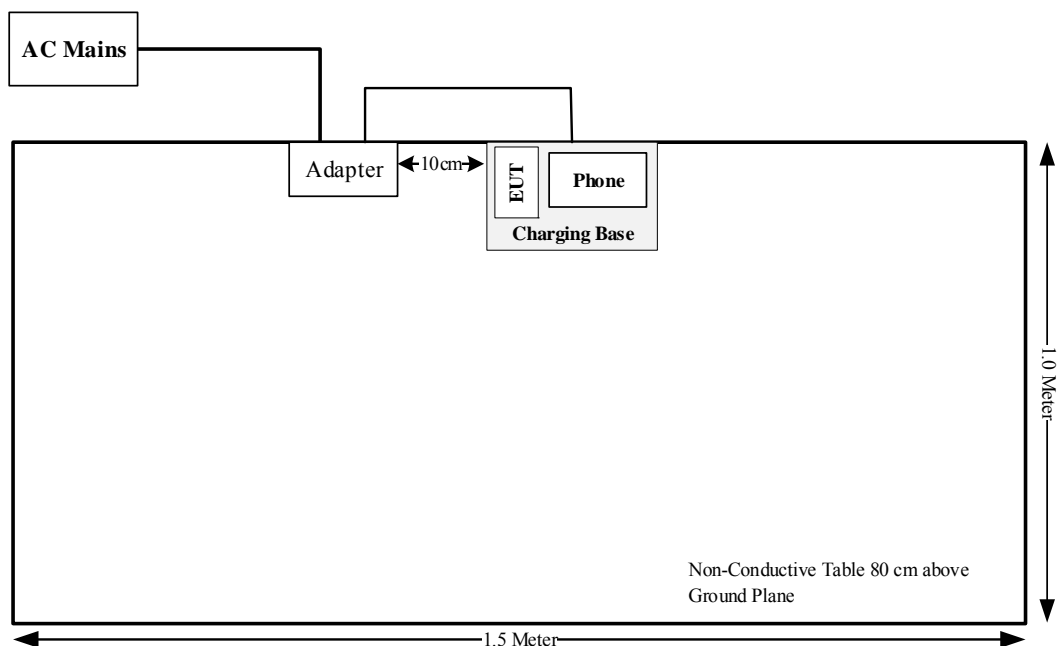 AC Mains
Adapter
10cm
EUT
Phone
Charging Base
1.0 Meter
Non-Conductive Table 80 cm above
Ground Plane
1.5 Meter